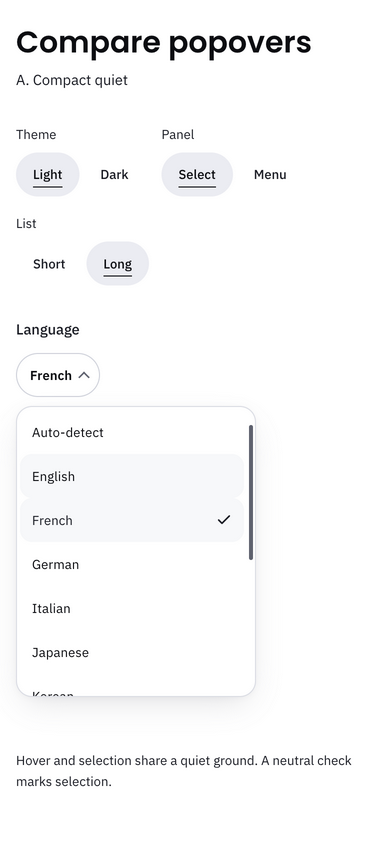 Compare popovers
A. Compact quiet
Theme
Panel
Light
Dark
Select
Menu
List
Short
Long
Language
French
Auto-detect
English
French
German
Italian
Japanese
Korean
Hover and selection share a quiet ground. A neutral check
marks selection.